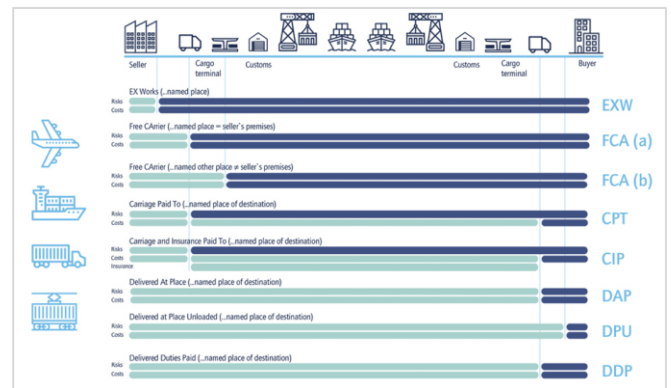 Seller
Cargo
terminal
Customs
Customs
Cargo
terminal
Buyer
EX Works (...named place)
Risks
Costs
EXW
Free CArrier (...named place = seller's premises)
Risks
Costs
FCA (a)
Free CArrier (...named other place ≠ seller's premises)
Risks
Costs
FCA (b)
Carriage Paid To (...named place of destination)
Risks
Costs
CPT
Carriage and Insurance Paid To (...named place of destination)
Risks
Costs
Insurance
CIP
Delivered At Place (...named place of destination)
Risks
Costs
DAP
Delivered at Place Unloaded (...named place of destination)
Risks
Costs
DPU
Delivered Duties Paid (...named place of destination)
Risks
Costs
DDP